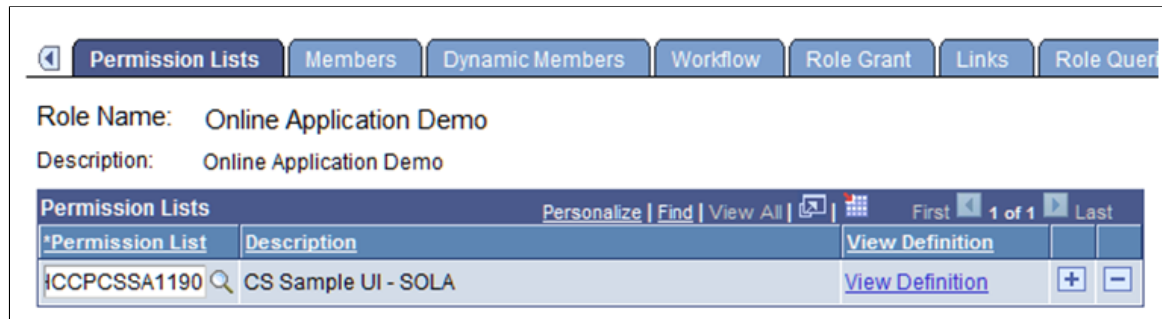 Permission Lists Members Dynamic Members Workflow Role Grant Links Role Queri
Role Name: Online Application Demo
Description: Online Application Demo
Permission Lists Personalize | Find | View All | | First 1 of 1 Last
*Permission List Description View Definition
HCCPCSSA1190 CS Sample UI - SOLA View Definition + -